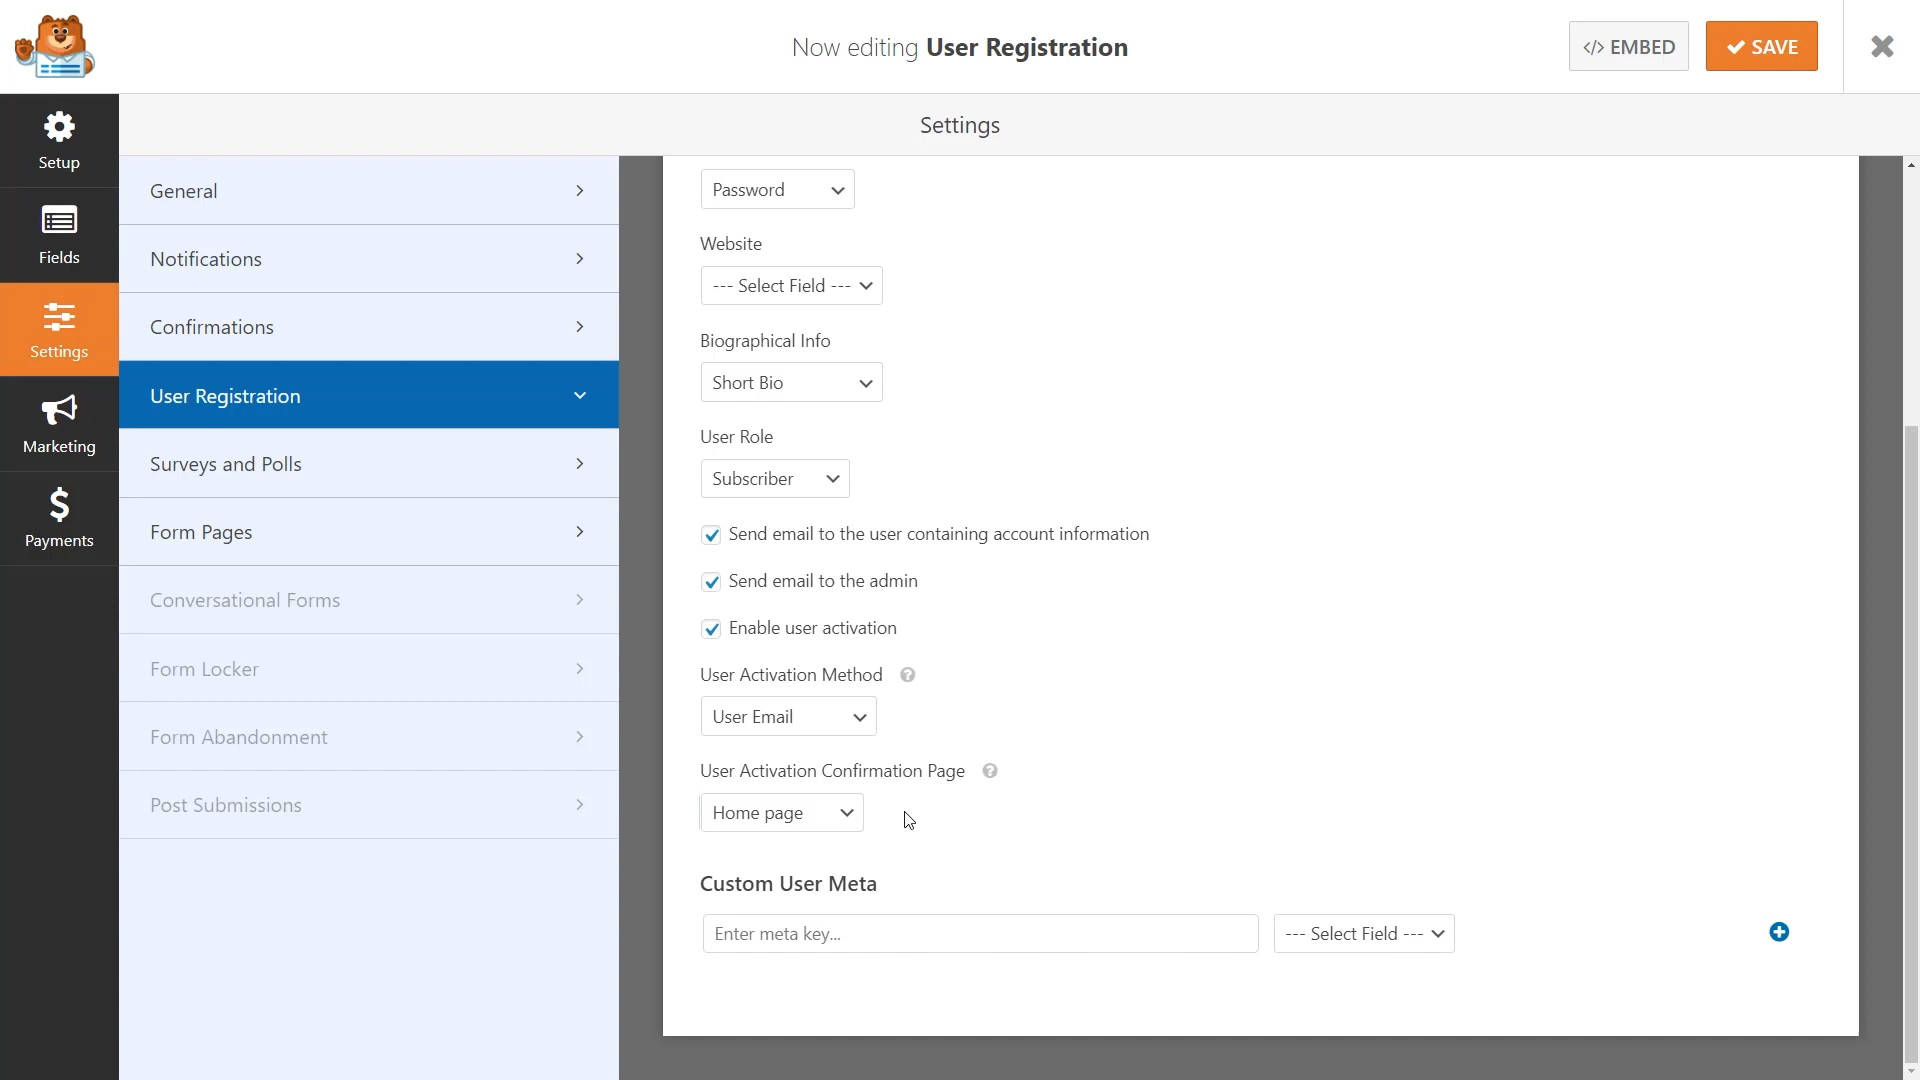 Now editing User Registration
</> EMBED
SAVE
Settings
Setup
Fields
Settings
Marketing
Payments
General
Notifications
Confirmations
User Registration
Surveys and Polls
Form Pages
Conversational Forms
Form Locker
Form Abandonment
Post Submissions
Password
Website
--- Select Field ---
Biographical Info
Short Bio
User Role
Subscriber
Send email to the user containing account information
Send email to the admin
Enable user activation
User Activation Method ?
User Email
User Activation Confirmation Page ?
Home page
Custom User Meta
Enter meta key... --- Select Field ---